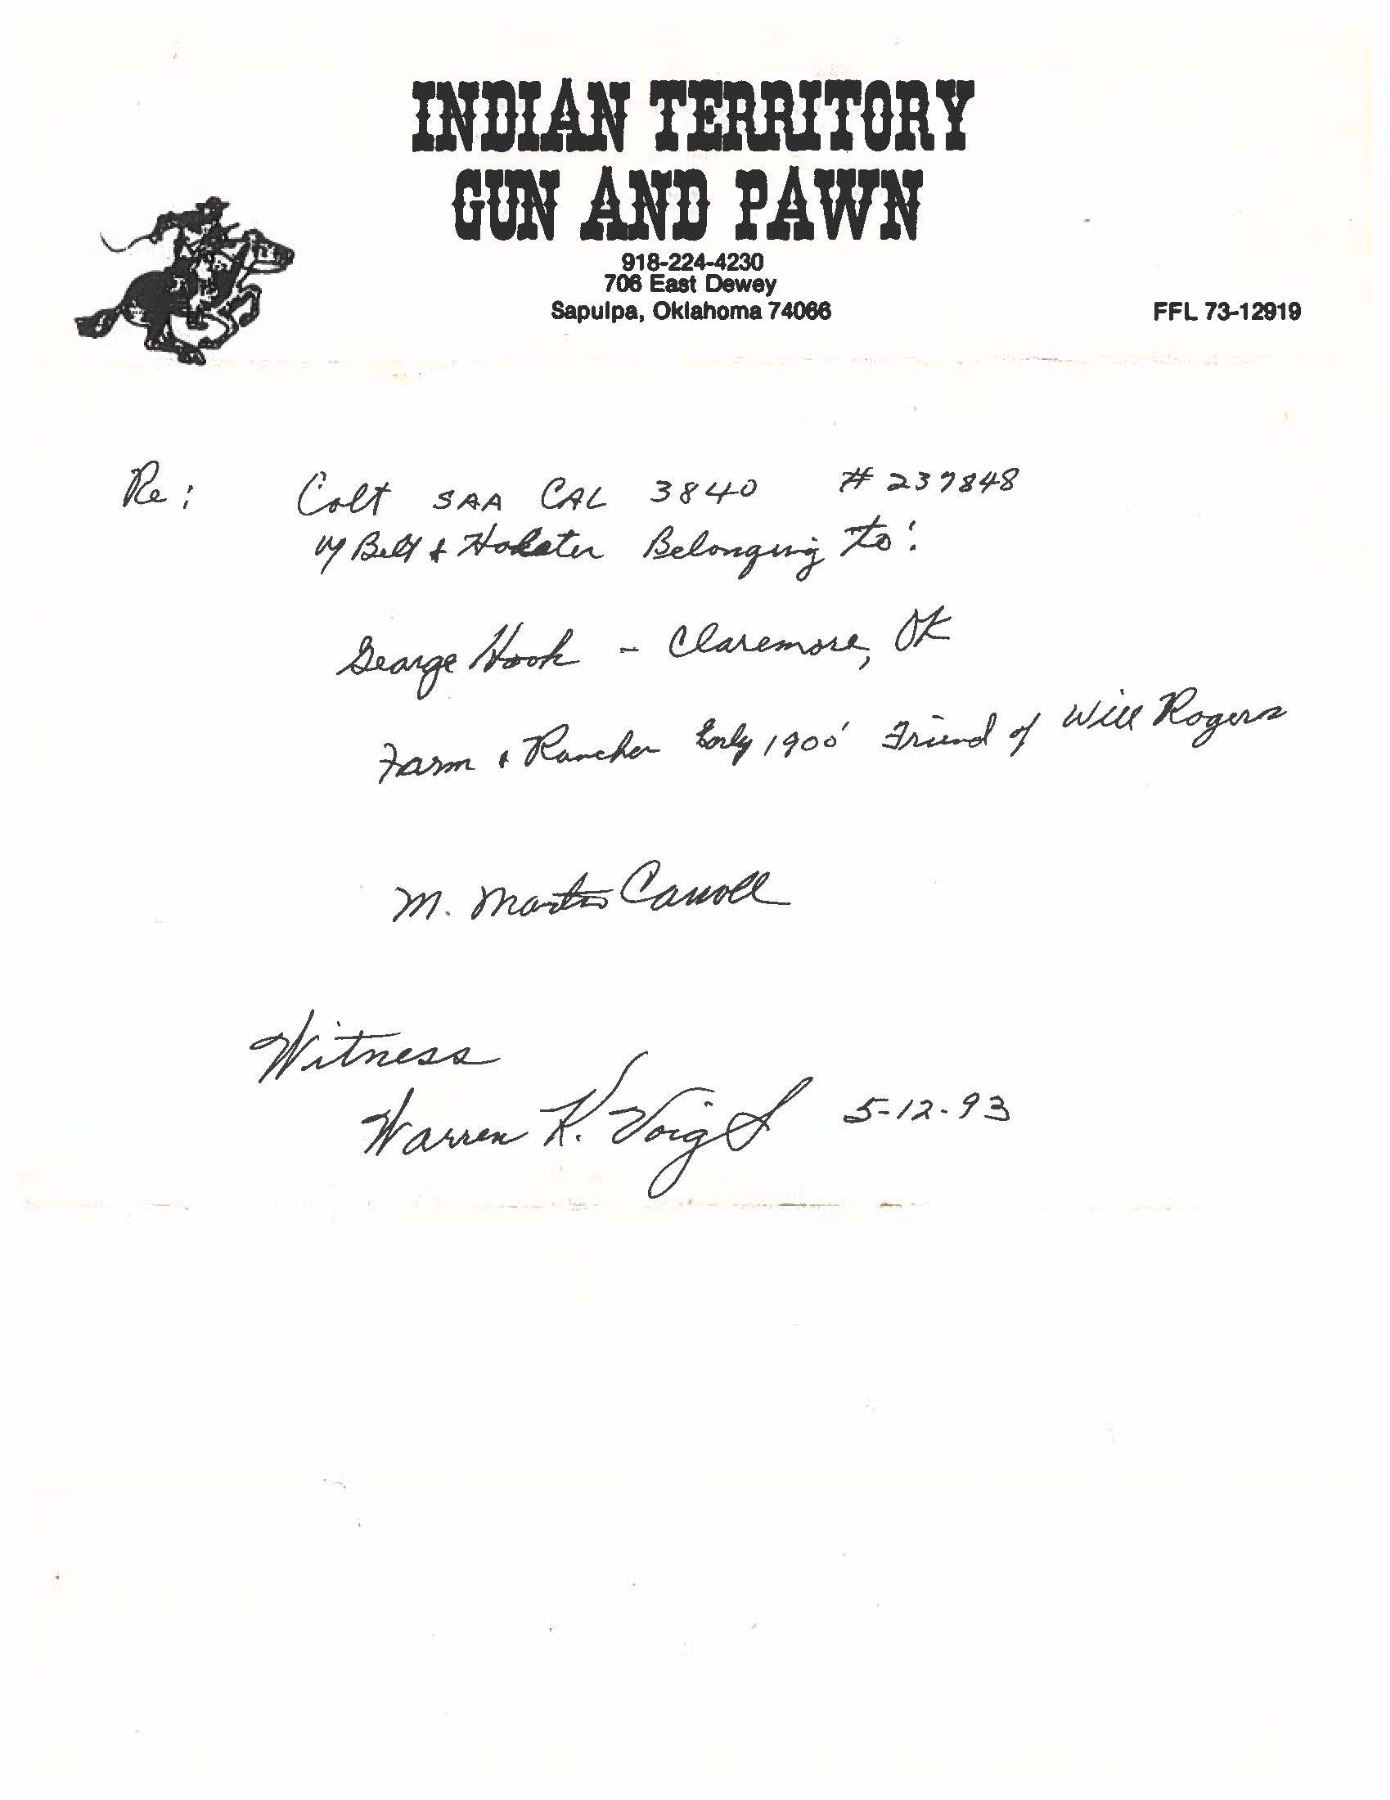 INDIAN TERRITORY
GUN AND PAWN
918-224-4230
706 East Dewey
Sapulpa, Oklahoma 74066
FFL 73-12919
Re: Colt SAA CAL 3840 # 237848
w/ Belt & Holster Belonging to:
George Hook - Claremore, OK
Farm & Rancher Early 1900' Friend of Will Rogers
M. Martin Carroll
Witness
Warren K. Voigt 5-12-93